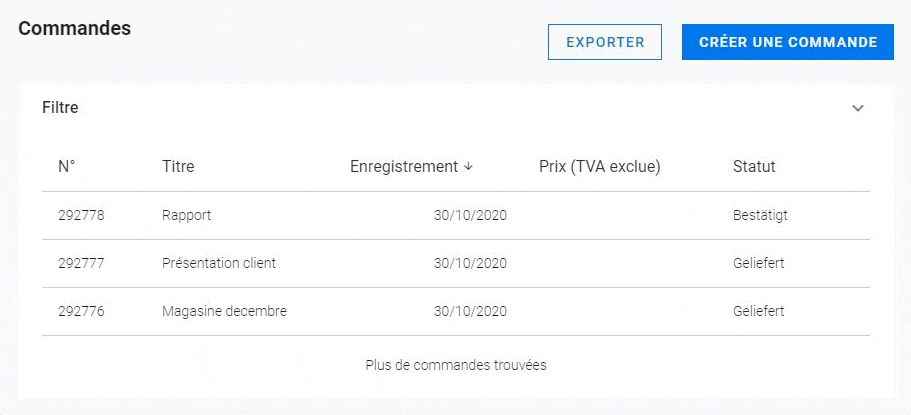 Commandes
EXPORTER CRÉER UNE COMMANDE
Filtre
N° Titre Enregistrement ↓ Prix (TVA exclue) Statut
292778 Rapport 30/10/2020 Bestätigt
292777 Présentation client 30/10/2020 Geliefert
292776 Magasine decembre 30/10/2020 Geliefert
Plus de commandes trouvées